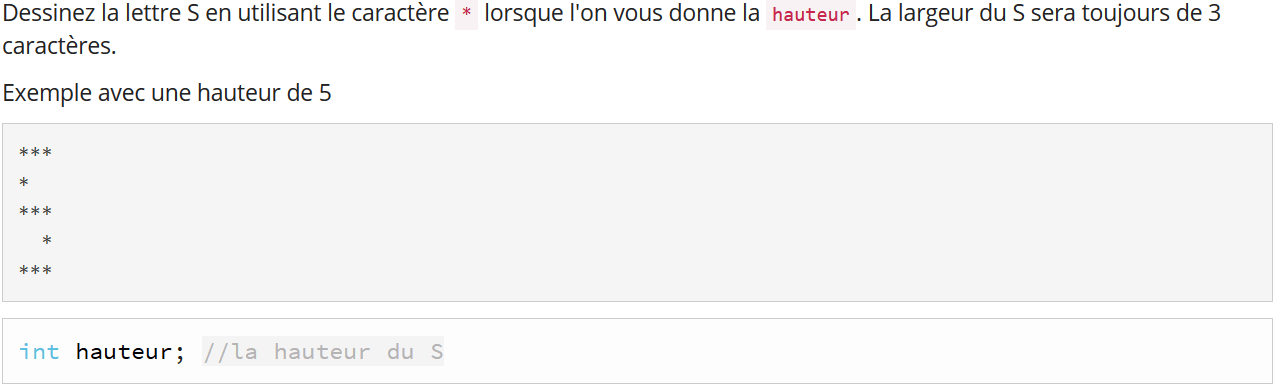 Dessinez la lettre S en utilisant le caractère * lorsque l'on vous donne la hauteur. La largeur du S sera toujours de 3
caractères.
Exemple avec une hauteur de 5
***
*
***
  *
***
int hauteur; //la hauteur du S